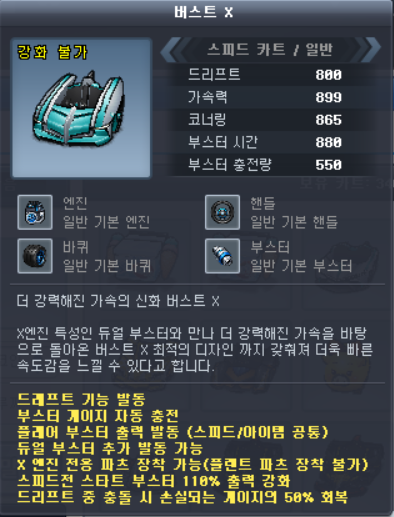 버스트 X
강화 불가
스피드 카트 / 일반
드리프트 800
가속력 899
코너링 865
부스터 시간 880
부스터 충전량 550
엔진
일반 기본 엔진
핸들
일반 기본 핸들
바퀴
일반 기본 바퀴
부스터
일반 기본 부스터
더 강력해진 가속의 신화 버스트 X
X엔진 특성인 듀얼 부스터와 만나 더 강력해진 가속을 바탕
으로 돌아온 버스트 X 최적의 디자인 까지 갖춰져 더욱 빠른
속도감을 느낄 수 있다고 합니다.
드래프트 기능 발동
부스터 게이지 자동 충전
플레어 부스터 출력 발동 (스피드/아이템 공통)
듀얼 부스터 추가 발동 가능
X 엔진 전용 파츠 장착 가능(플랜트 파츠 장착 불가)
스피드전 스타트 부스터 110% 출력 강화
드리프트 중 충돌 시 손실되는 게이지의 50% 회복